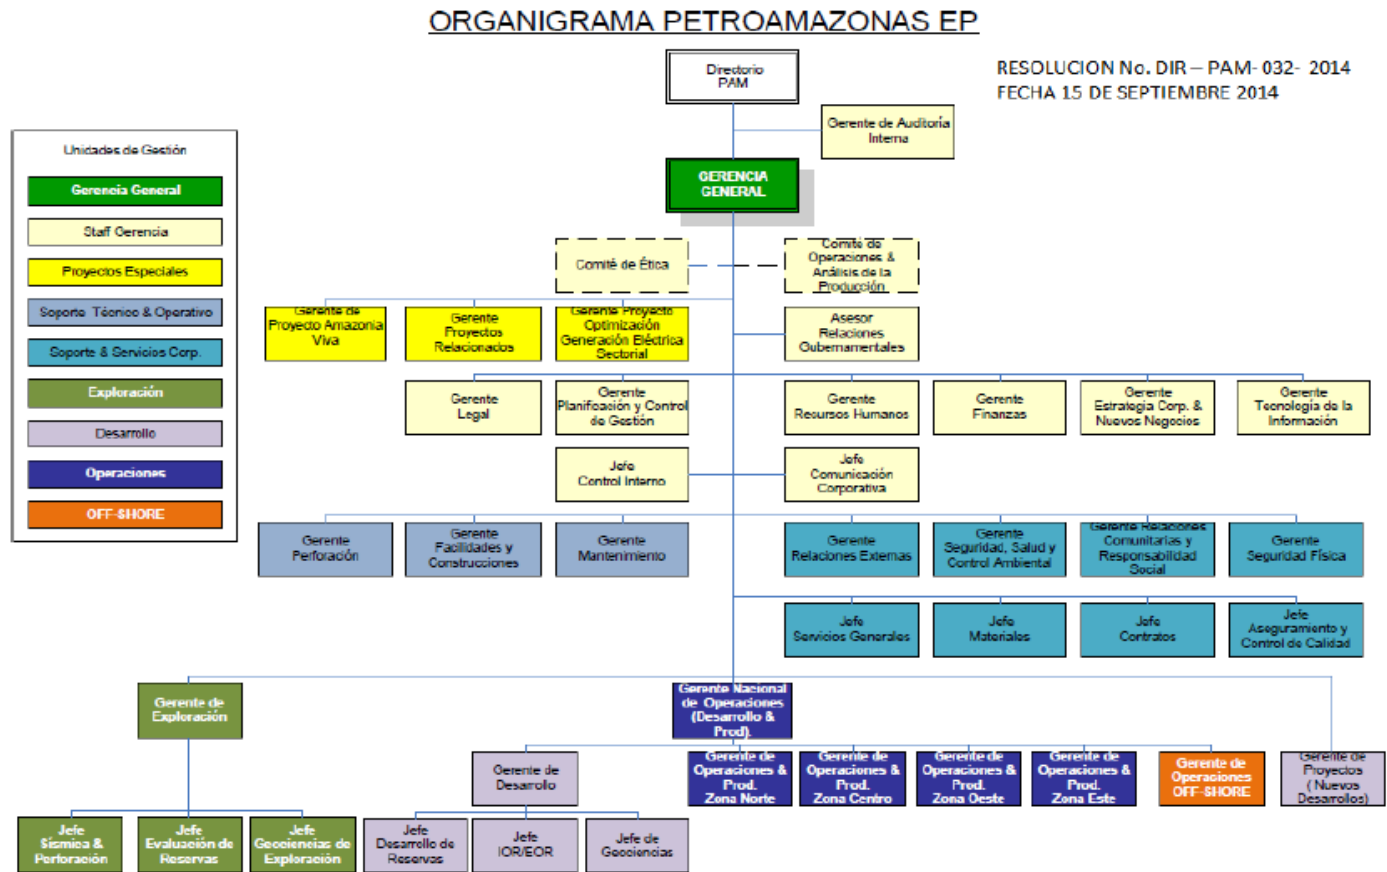 ORGANIGRAMA PETROAMAZONAS EP
RESOLUCION No. DIR – PAM- 032- 2014
FECHA 15 DE SEPTIEMBRE 2014
Directorio
PAM
Gerente de Auditoría
Interna
GERENCIA
GENERAL
Unidades de Gestión
Gerencia General
Staff Gerencia
Proyectos Especiales
Soporte Técnico & Operativo
Soporte & Servicios Corp.
Exploración
Desarrollo
Operaciones
OFF-SHORE
Comité de Ética
Comite de
Operaciones &
Análisis de la
Producción
Gerente de
Proyecto Amazonía
Viva
Gerente
Proyectos
Relacionados
Gerente Proyecto
Optimización
Generación Eléctrica
Sectorial
Asesor
Relaciones
Gubernamentales
Gerente
Legal
Gerente
Planificación y Control
de Gestión
Gerente
Recursos Humanos
Gerente
Finanzas
Gerente
Estrategia Corp. &
Nuevos Negocios
Gerente
Tecnología de la
Información
Jefe
Control Interno
Jefe
Comunicación
Corporativa
Gerente
Perforación
Gerente
Facilidades y
Construcciones
Gerente
Mantenimiento
Gerente
Relaciones Externas
Gerente
Seguridad, Salud y
Control Ambiental
Gerente Relaciones
Comunitarias y
Responsabilidad
Social
Gerente
Seguridad Física
Jefe
Servicios Generales
Jefe
Materiales
Jefe
Contratos
Jefe
Aseguramiento y
Control de Calidad
Gerente de
Exploración
Gerente Nacional
de Operaciones
(Desarrollo &
Prod).
Gerente de
Desarrollo
Gerente de
Operaciones &
Prod.
Zona Norte
Gerente de
Operaciones &
Prod.
Zona Centro
Gerente de
Operaciones &
Prod.
Zona Oeste
Gerente de
Operaciones &
Prod.
Zona Este
Gerente de
Operaciones
OFF-SHORE
Gerente de
Proyectos
(Nuevos
Desarrollos)
Jefe
Sísmica &
Perforación
Jefe
Evaluación de
Reservas
Jefe
Geociencias de
Exploración
Jefe
Desarrollo de
Reservas
Jefe
IOR/EOR
Jefe de
Geociencias